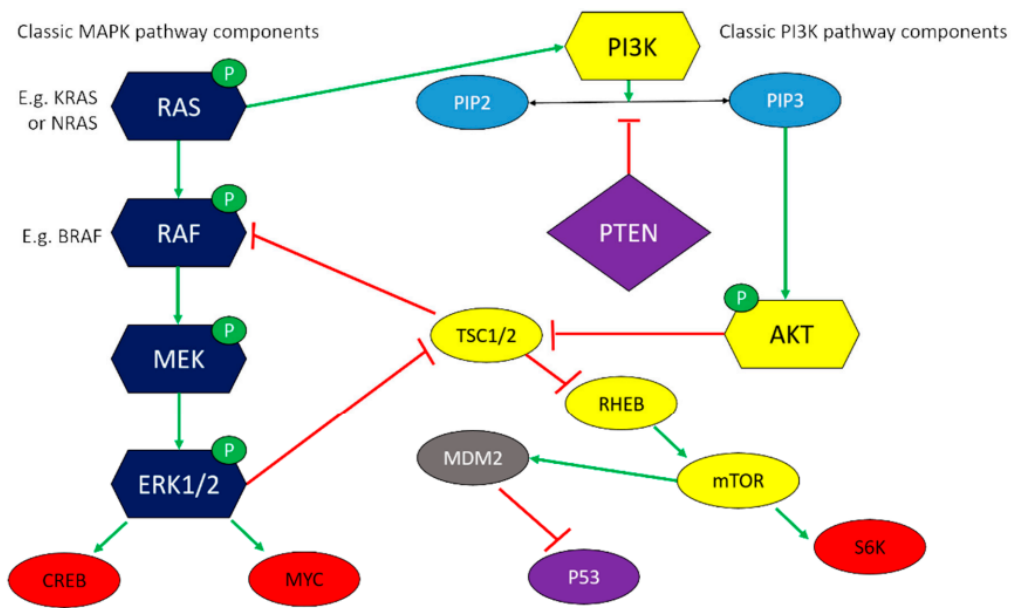 Classic MAPK pathway components
PI3K
Classic PI3K pathway components
P
E.g. KRAS
or NRAS
RAS
PIP2
PIP3
P
E.g. BRAF
RAF
PTEN
P
P
MEK
TSC1/2
AKT
RHEB
P
ERK1/2
MDM2
mTOR
CREB
MYC
P53
S6K